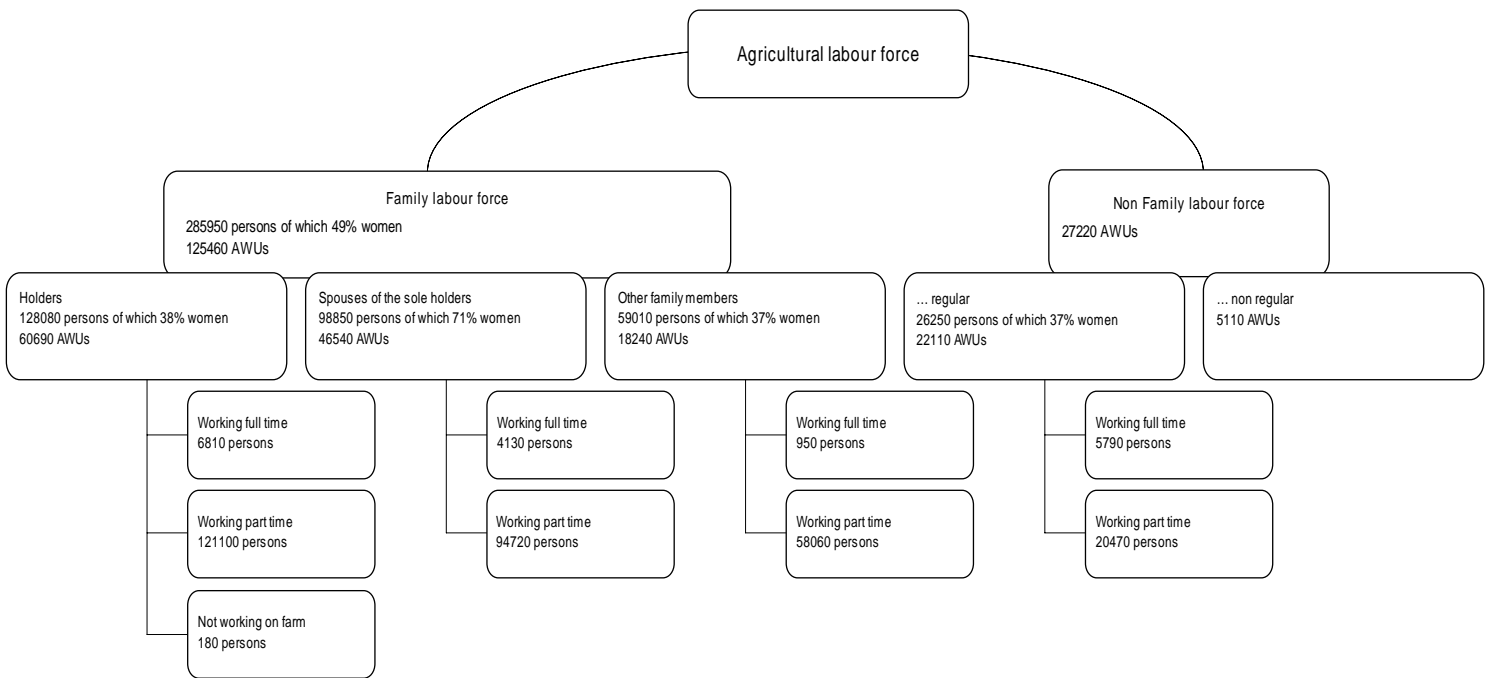 Agricultural labour force
Family labour force
285950 persons of which 49% women
125460 AWUs
Non Family labour force
27220 AWUs
Holders
128080 persons of which 38% women
60690 AWUs
Spouses of the sole holders
98850 persons of which 71% women
46540 AWUs
Other family members
59010 persons of which 37% women
18240 AWUs
... regular
26250 persons of which 37% women
22110 AWUs
... non regular
5110 AWUs
Working full time
6810 persons
Working part time
121100 persons
Not working on farm
180 persons
Working full time
4130 persons
Working part time
94720 persons
Working full time
950 persons
Working part time
58060 persons
Working full time
5790 persons
Working part time
20470 persons